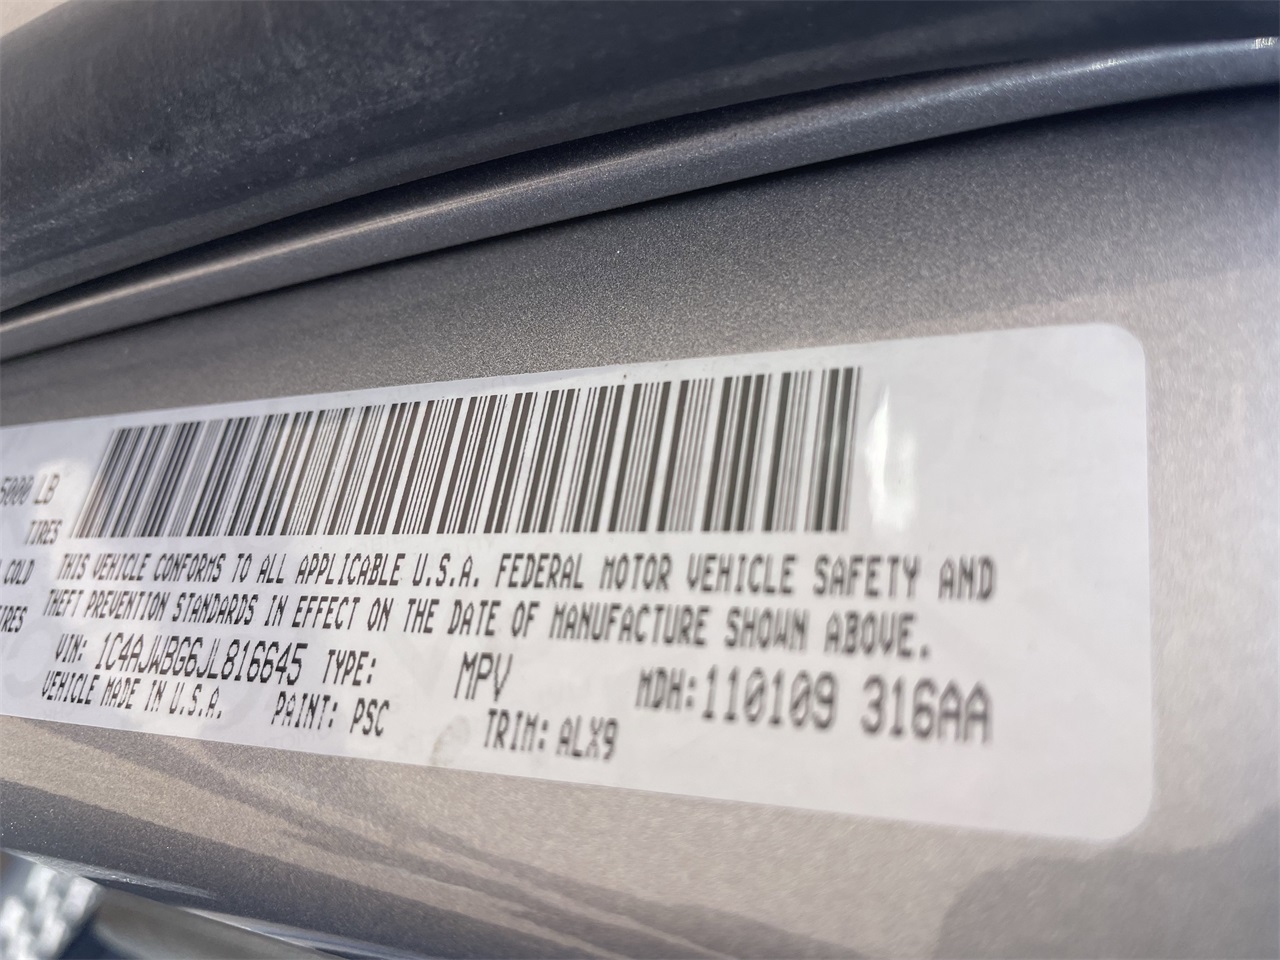 5000 LB
TIRES
COLD
THIS VEHICLE CONFORMS TO ALL APPLICABLE U.S.A. FEDERAL MOTOR VEHICLE SAFETY AND
THEFT PREVENTION STANDARDS IN EFFECT ON THE DATE OF MANUFACTURE SHOWN ABOVE.
VIN: 1C4AJWBG6JL816645 TYPE: MPV MDH:110109 316AA
VEHICLE MADE IN U.S.A. PAINT: PSC TRIM: ALX9